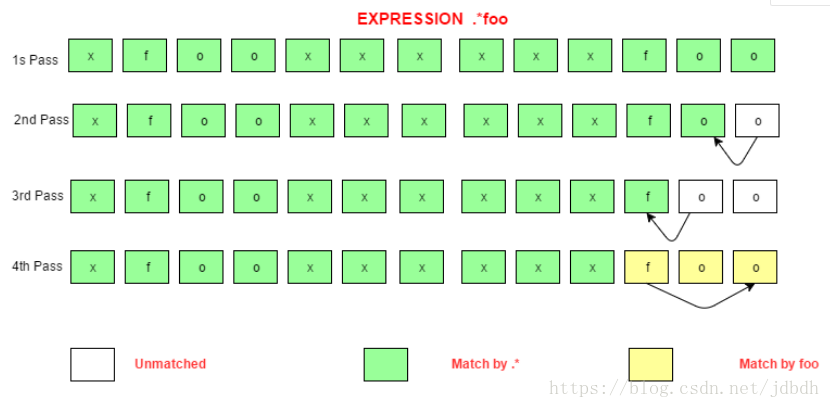 EXPRESSION .*foo
1s Pass x f o o x x x x x x f o o
2nd Pass x f o o x x x x x x f o o
3rd Pass x f o o x x x x x x f o o
4th Pass x f o o x x x x x x f o o
Unmatched Match by .* Match by foo
https://blog.csdn.net/jdbdh